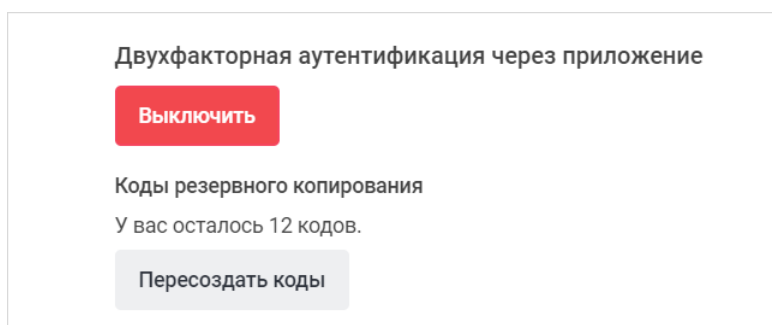 Двухфакторная аутентификация через приложение
Выключить
Коды резервного копирования
У вас осталось 12 кодов.
Пересоздать коды